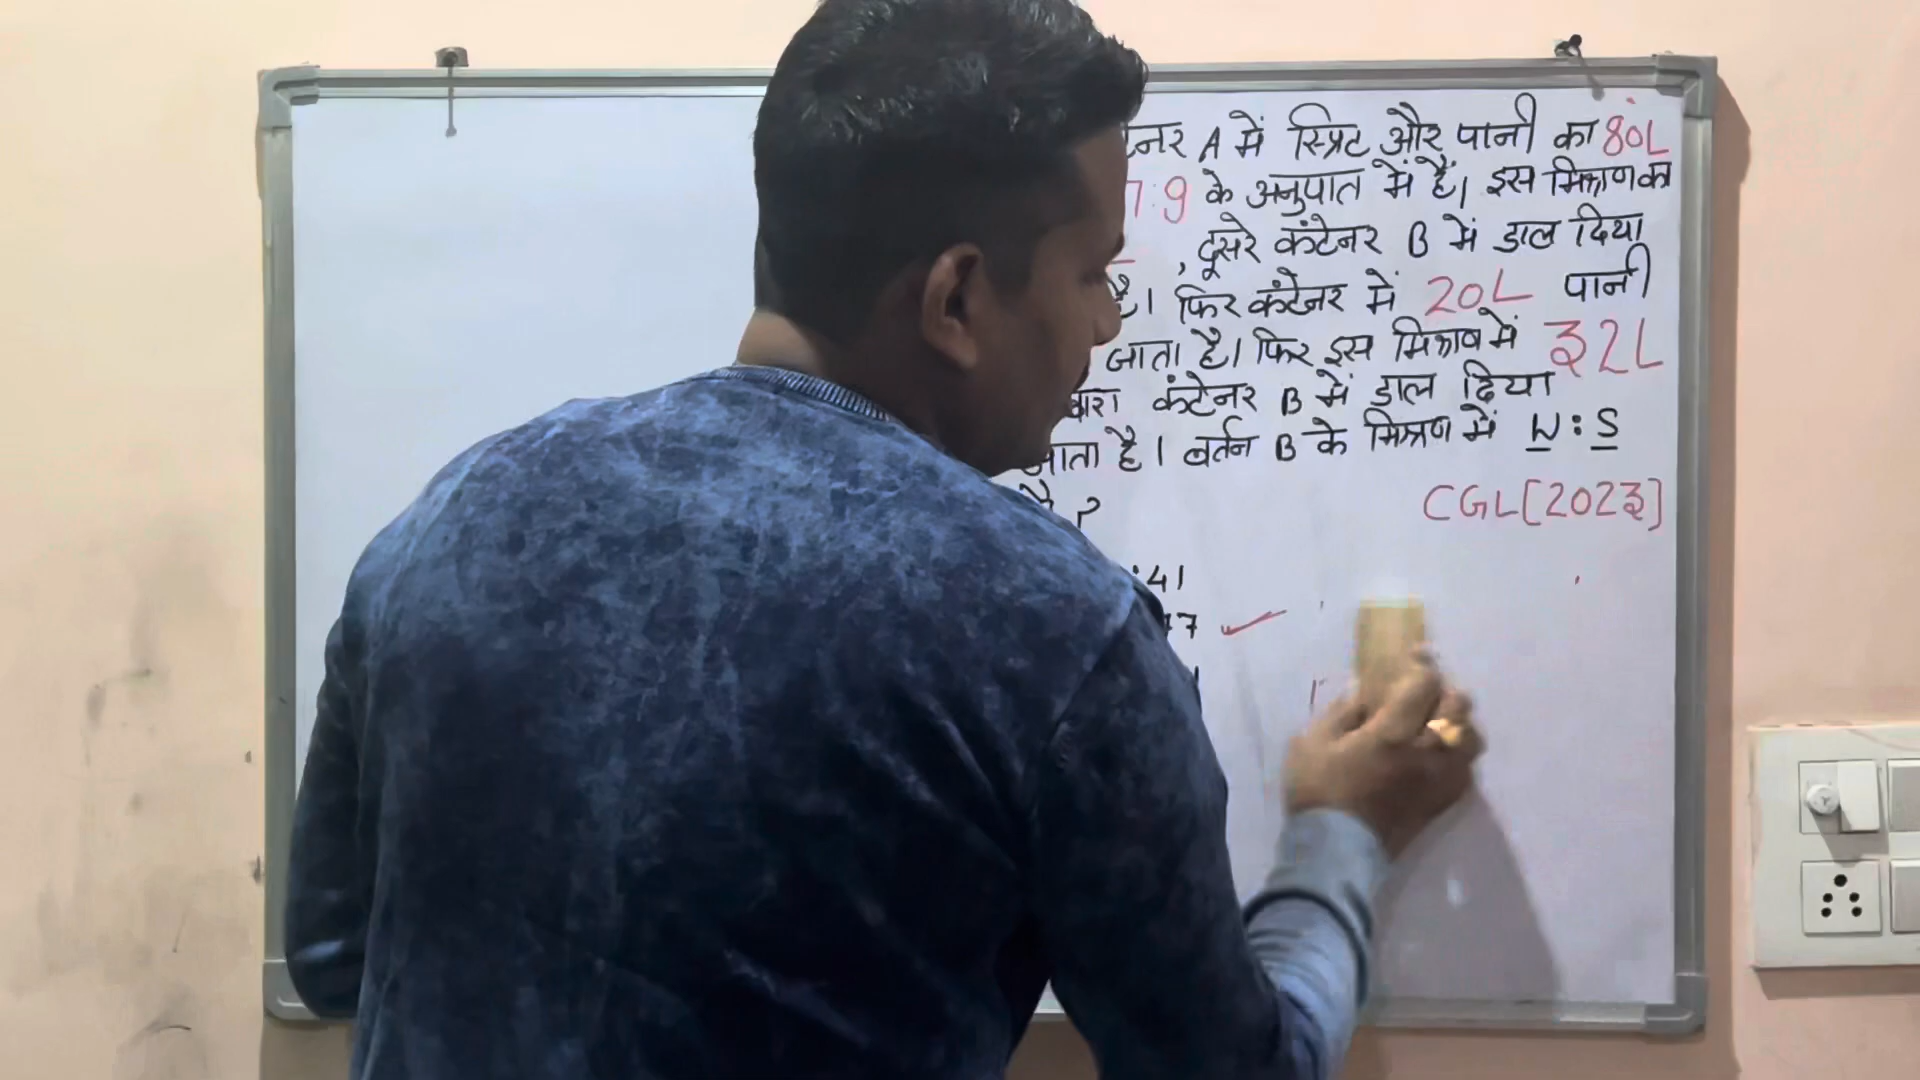 टेनर A में स्प्रिट और पानी का 80L
7:9 के अनुपात में है। इस मिश्रण का
, दूसरे कंटेनर B में डाल दिया
है। फिर कंटेनर में 20L पानी
जाता है। फिर इस में 32L
कंटेनर B में डाल दिया
जाता है। बर्तन B के मिश्रण में W:S
?
CGL[2023]
:41
77